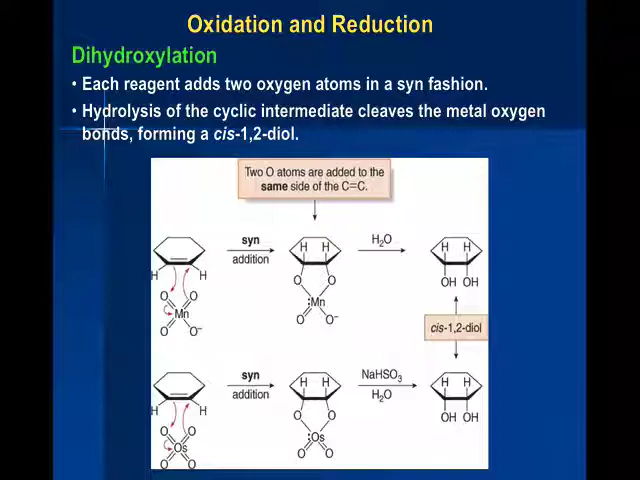 Oxidation and Reduction
Dihydroxylation
• Each reagent adds two oxygen atoms in a syn fashion.
• Hydrolysis of the cyclic intermediate cleaves the metal oxygen
bonds, forming a cis-1,2-diol.
Two O atoms are added to the
same side of the C=C.
syn
addition
H H
H₂O
H H
H H
O O
OH OH
O O
Mn
O O⁻
:Mn
O O⁻
cis-1,2-diol
syn
addition
H H
NaHSO₃
H₂O
H H
H H
O O
OH OH
O O
Os
O O
:Os
O O